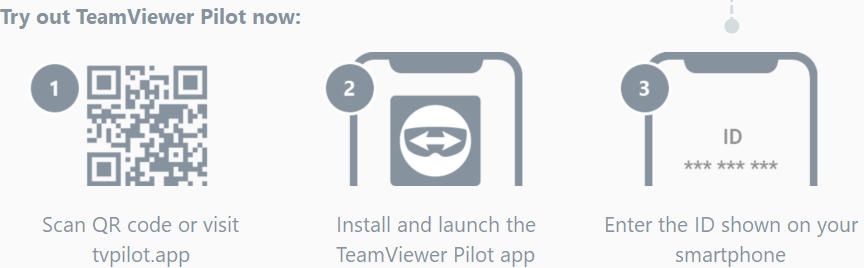 Try out TeamViewer Pilot now:
1
2
3
ID
*** *** ***
Scan QR code or visit
tvpilot.app
Install and launch the
TeamViewer Pilot app
Enter the ID shown on your
smartphone